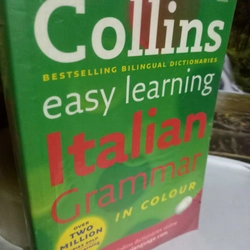 Collins
BESTSELLING BILINGUAL DICTIONARIES
easy learning
Italian
Grammar
IN COLOUR
OVER
TWO
MILLION